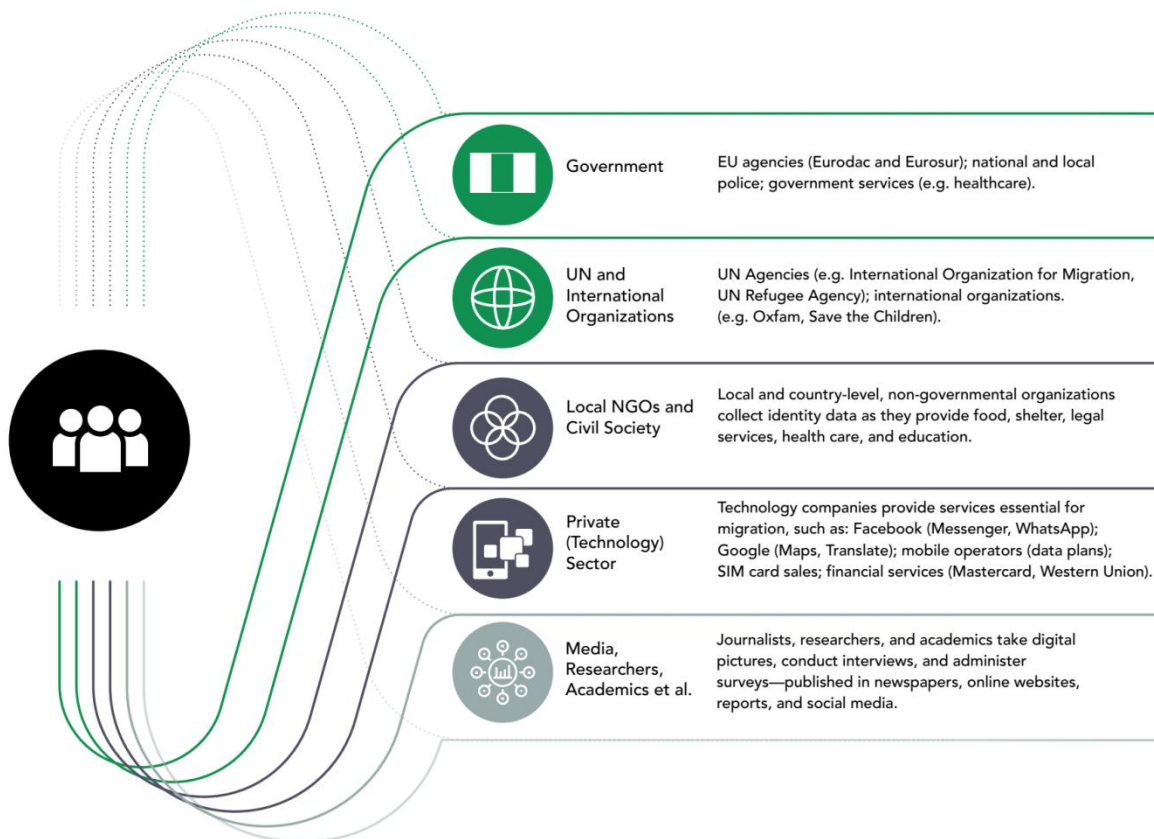 Government
EU agencies (Eurodac and Eurosur); national and local
police; government services (e.g. healthcare).
UN and
International
Organizations
UN Agencies (e.g. International Organization for Migration,
UN Refugee Agency); international organizations.
(e.g. Oxfam, Save the Children).
Local NGOs and
Civil Society
Local and country-level, non-governmental organizations
collect identity data as they provide food, shelter, legal
services, health care, and education.
Private
(Technology)
Sector
Technology companies provide services essential for
migration, such as: Facebook (Messenger, WhatsApp);
Google (Maps, Translate); mobile operators (data plans);
SIM card sales; financial services (Mastercard, Western Union).
Media,
Researchers,
Academics et al.
Journalists, researchers, and academics take digital
pictures, conduct interviews, and administer
surveys—published in newspapers, online websites,
reports, and social media.